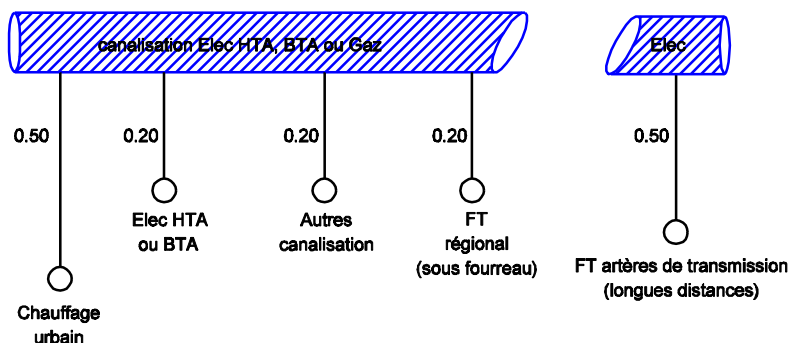 canalisation Elec HTA, BTA ou Gaz
Elec
0.50
0.20
0.20
0.20
0.50
Elec HTA
ou BTA
Autres
canalisation
FT
régional
(sous fourreau)
FT artères de transmission
(longues distances)
Chauffage
urbain